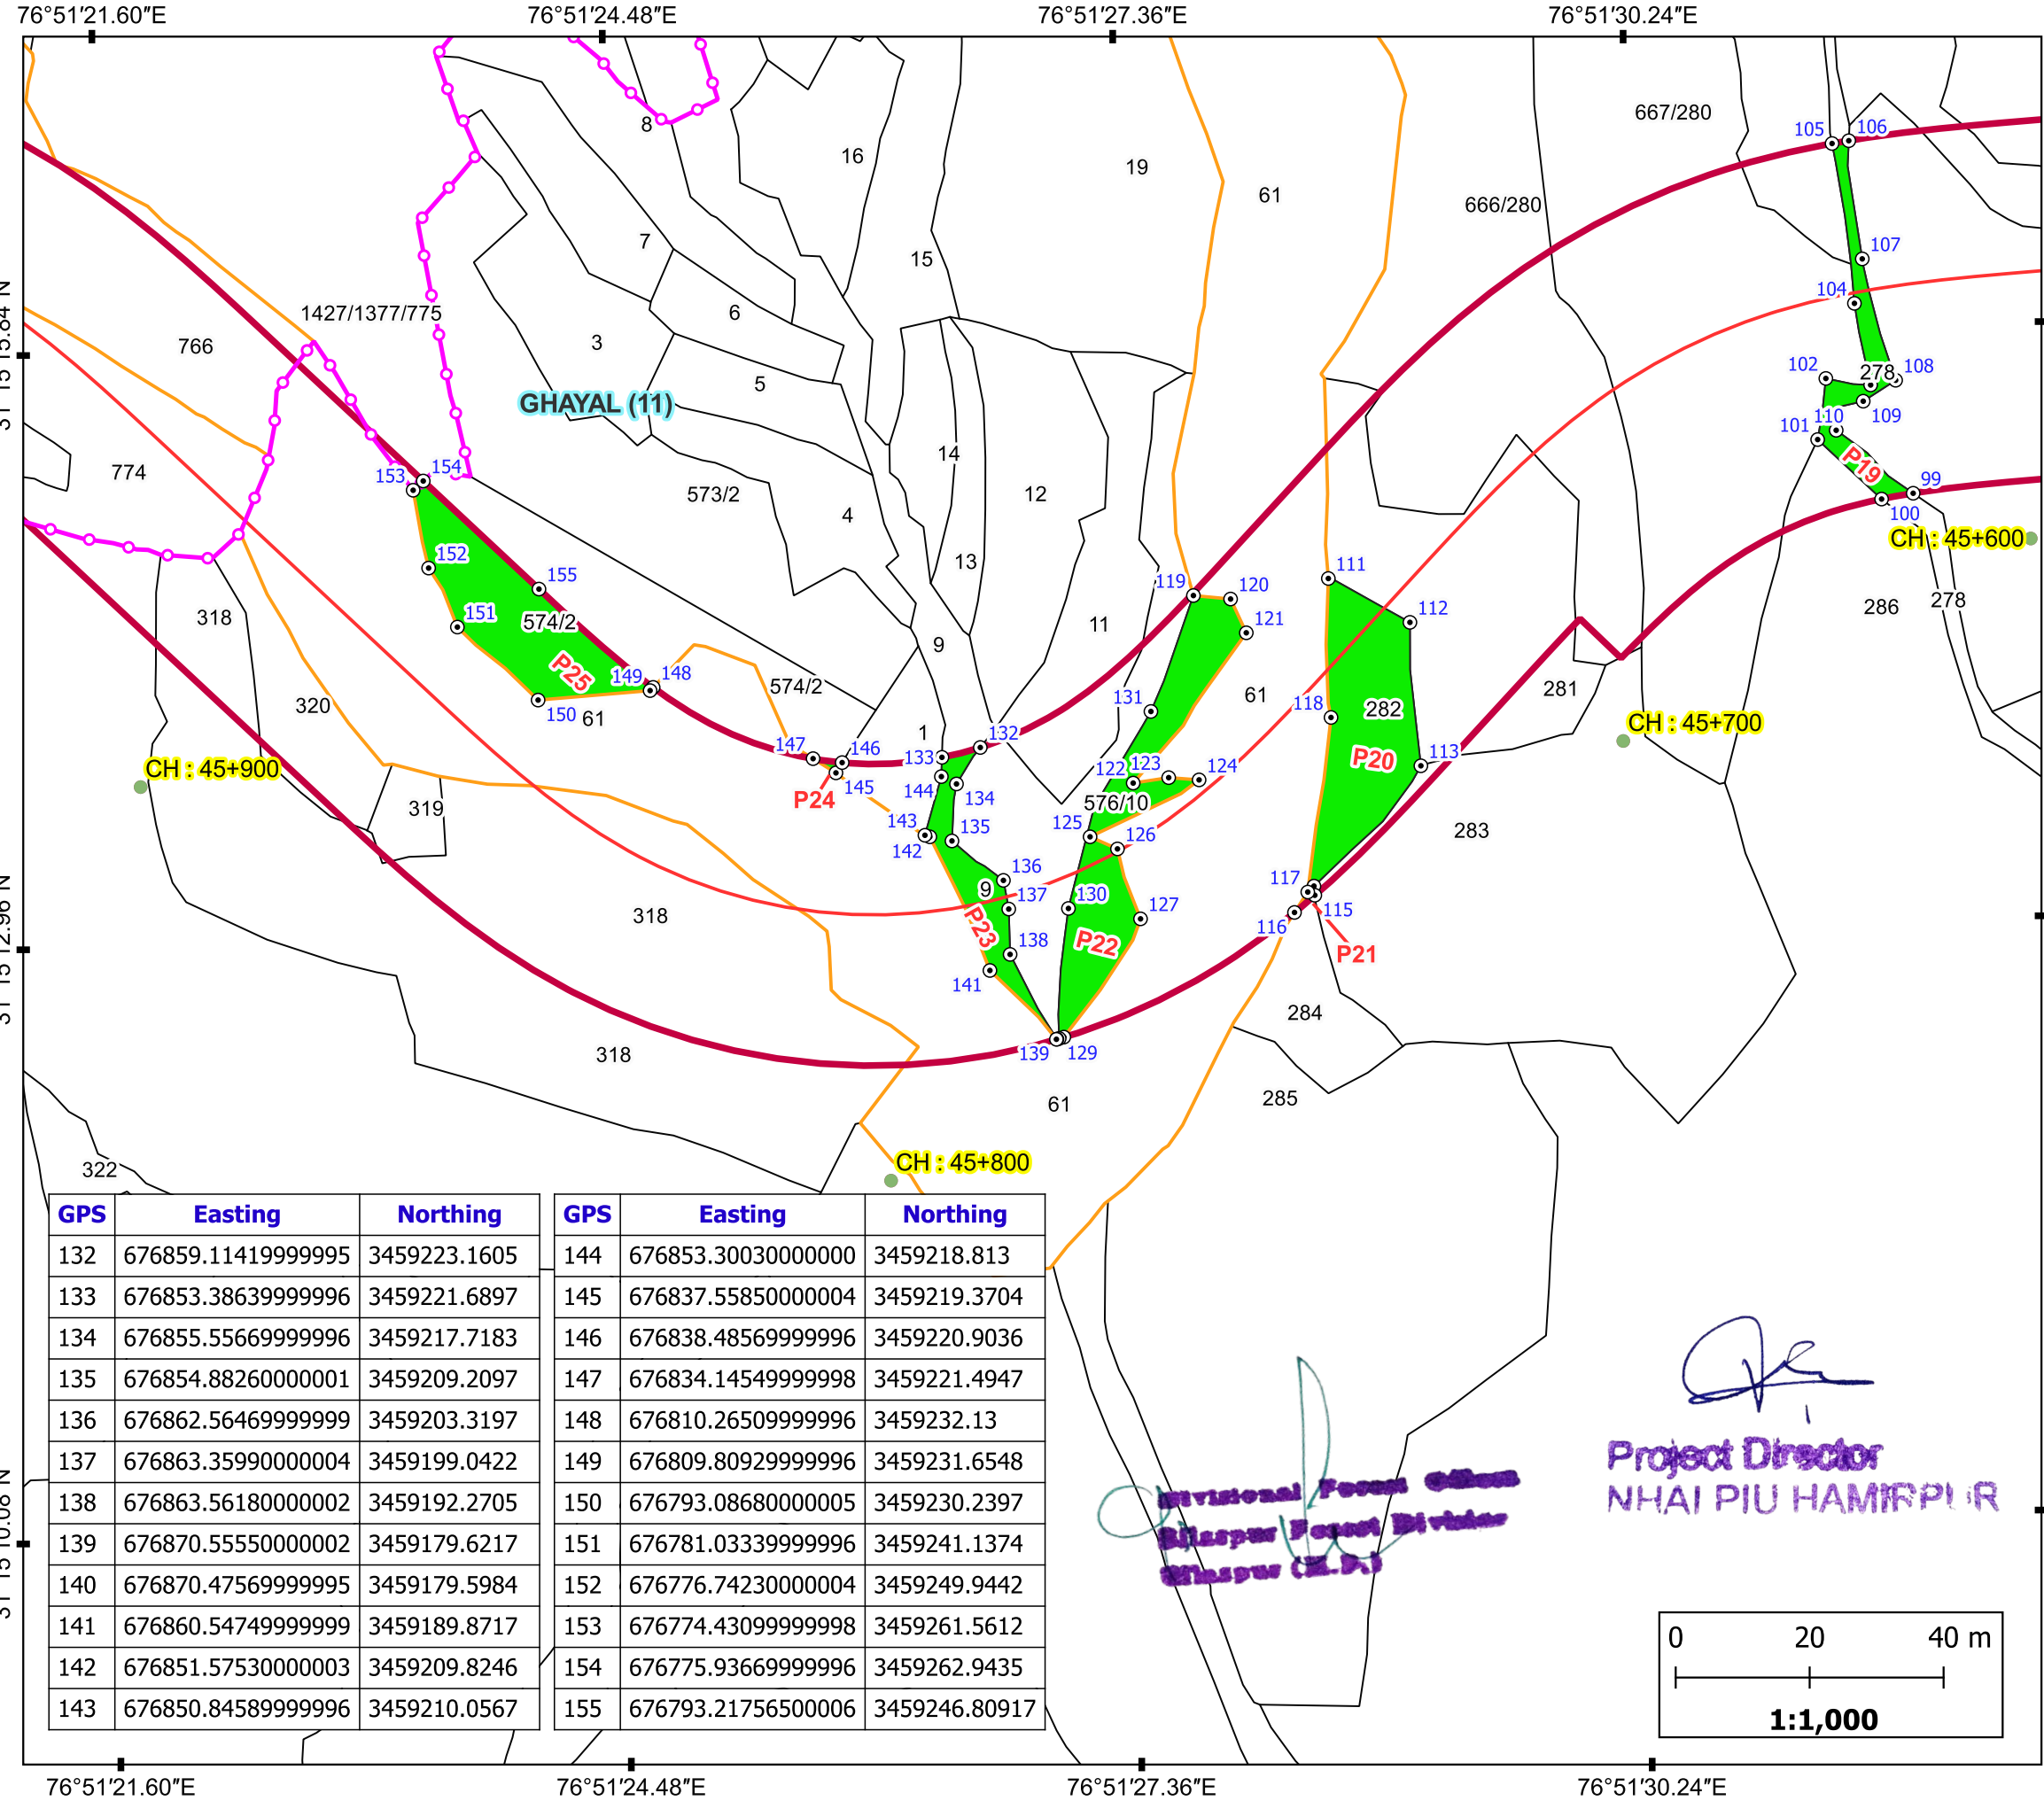 76°51'21.60"E 76°51'24.48"E 76°51'27.36"E 76°51'30.24"E
667/280
105 106
8
16
19
61
666/280
7
15
107
104
1427/1377/775
6
766
3
5
102 278 108
GHAYAL (11)
110 109
101
P19
774
14
12
153 154
573/2
4
99
100
CH : 45+600
152
13
111
155
119 120
318
574/2
151
11
112
121
278
286
9
P25
149 148
574/2
61
281
320
150 61
131
118
282
CH : 45+700
1
132
147 146
133
P20
113
CH : 45+900
122 123 124
145
144
134
P24
319
576/10
143
135
125
126
283
142
136
9
137
117
130
115
318
127
116
P23
138
P22
P21
141
284
318
139 129
61
285
CH : 45+800
322
GPS Easting Northing GPS Easting Northing
132 676859.11419999995 3459223.1605 144 676853.30030000000 3459218.813
133 676853.38639999996 3459221.6897 145 676837.55850000004 3459219.3704
134 676855.55669999996 3459217.7183 146 676838.48569999996 3459220.9036
135 676854.88260000001 3459209.2097 147 676834.14549999998 3459221.4947
136 676862.56469999999 3459203.3197 148 676810.26509999996 3459232.13
137 676863.35990000004 3459199.0422 149 676809.80929999996 3459231.6548
138 676863.56180000002 3459192.2705 150 676793.08680000005 3459230.2397
139 676870.55550000002 3459179.6217 151 676781.03339999996 3459241.1374
140 676870.47569999995 3459179.5984 152 676776.74230000004 3459249.9442
141 676860.54749999999 3459189.8717 153 676774.43099999998 3459261.5612
142 676851.57530000003 3459209.8246 154 676775.93669999996 3459262.9435
143 676850.84589999996 3459210.0567 155 676793.21756500006 3459246.80917
Divisional Forest Officer
Bilaspur Forest Division
Bilaspur (H.P.)
Project Director
NHAI PIU HAMIRPUR
0 20 40 m
1:1,000
76°51'21.60"E 76°51'24.48"E 76°51'27.36"E 76°51'30.24"E